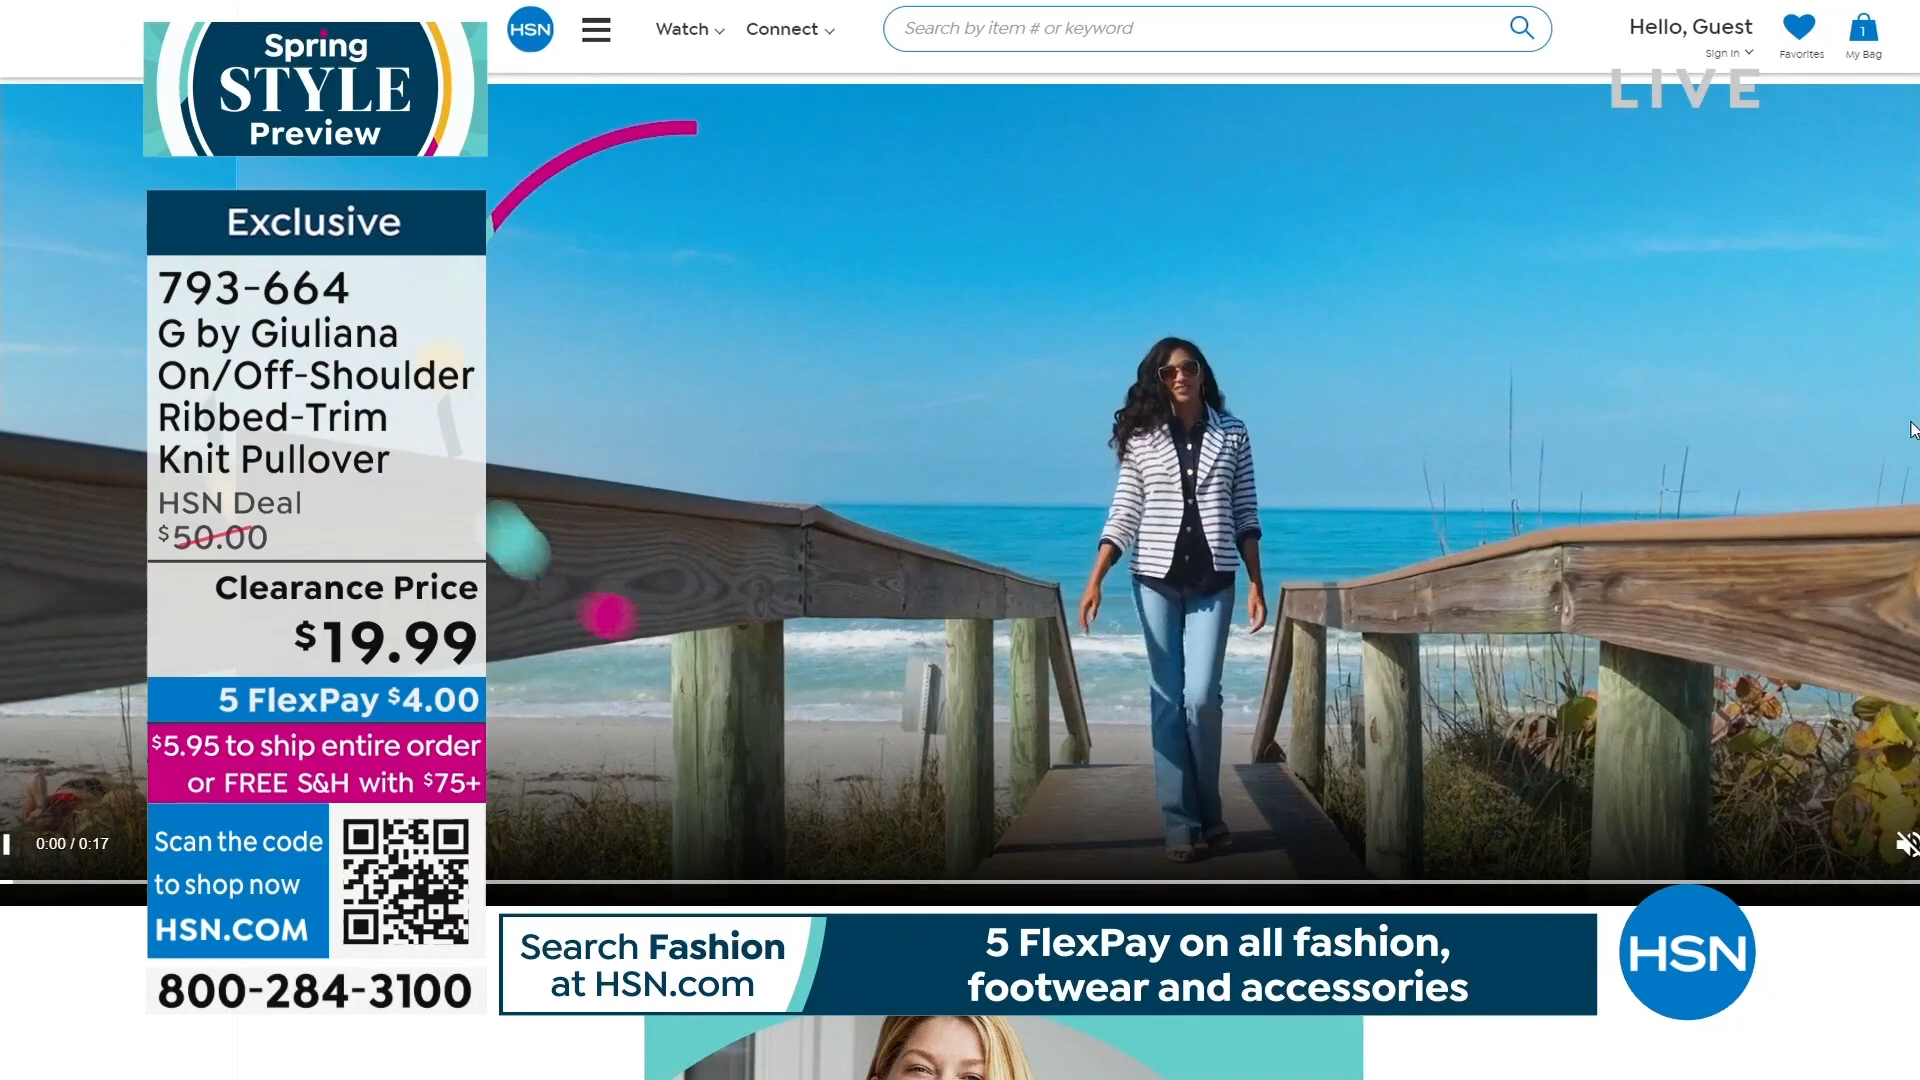 Spring
STYLE
Preview
HSN
Watch
Connect
Search by item # or keyword
Hello, Guest
Sign In
Favorites
1
My Bag
LIVE
Exclusive
793-664
G by Giuliana
On/Off-Shoulder
Ribbed-Trim
Knit Pullover
HSN Deal
$50.00
Clearance Price
$19.99
5 FlexPay $4.00
$5.95 to ship entire order
or FREE S&H with $75+
0:00 / 0:17
Scan the code
to shop now
HSN.COM
800-284-3100
Search Fashion
at HSN.com
5 FlexPay on all fashion,
footwear and accessories
HSN